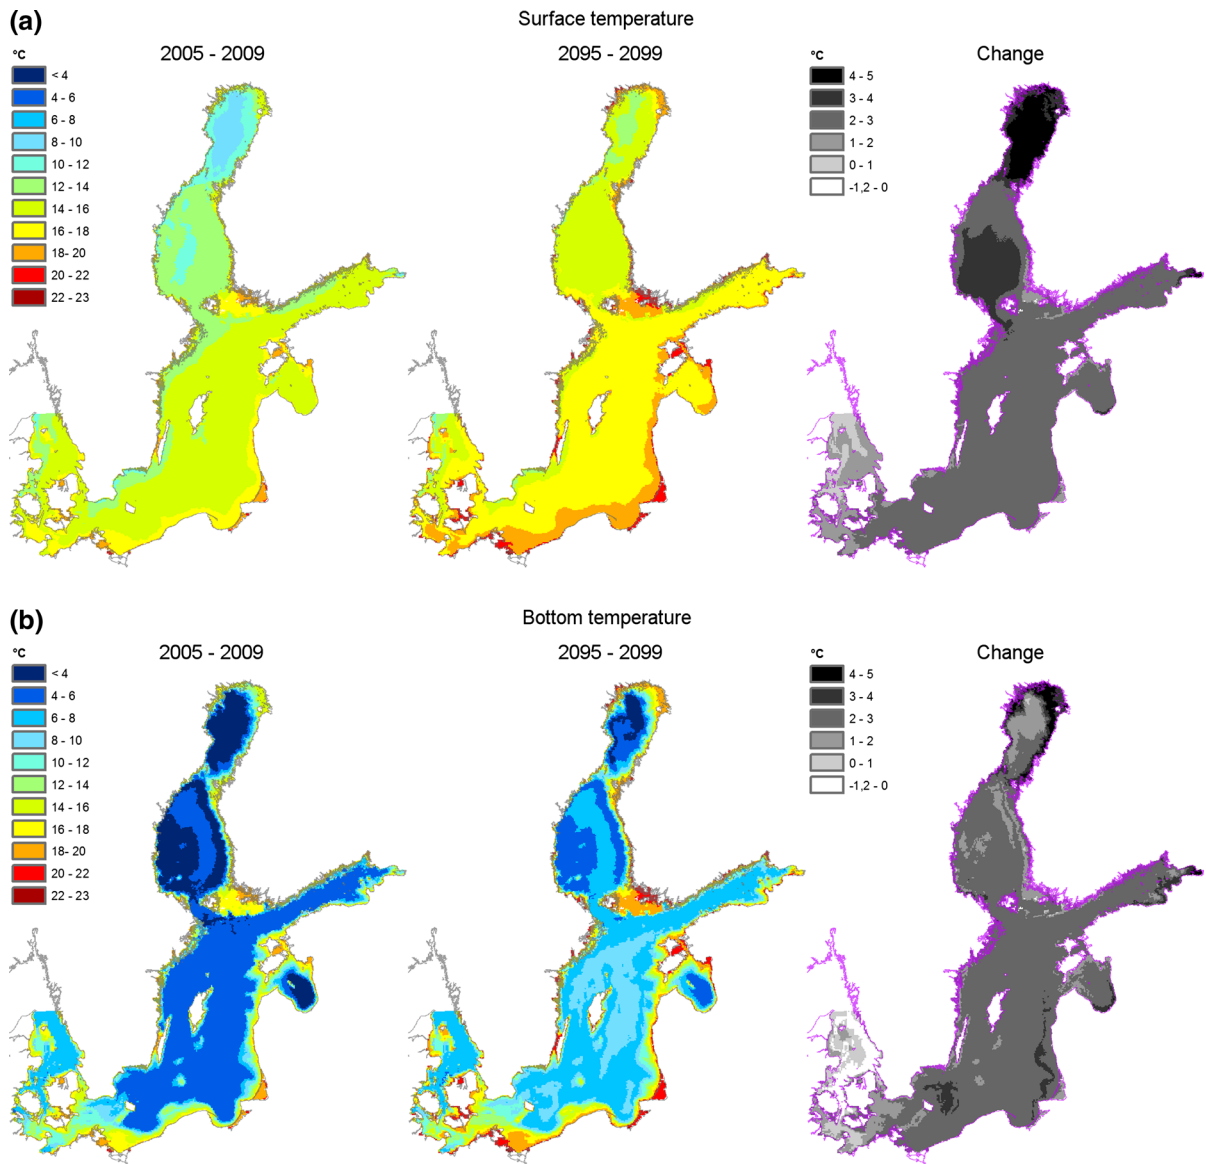 (a)
Surface temperature
2005 - 2009
2095 - 2099
Change
°C
< 4
4 - 6
6 - 8
8 - 10
10 - 12
12 - 14
14 - 16
16 - 18
18- 20
20 - 22
22 - 23
°C
4 - 5
3 - 4
2 - 3
1 - 2
0 - 1
-1,2 - 0
(b)
Bottom temperature
2005 - 2009
2095 - 2099
Change
°C
< 4
4 - 6
6 - 8
8 - 10
10 - 12
12 - 14
14 - 16
16 - 18
18- 20
20 - 22
22 - 23
°C
4 - 5
3 - 4
2 - 3
1 - 2
0 - 1
-1,2 - 0